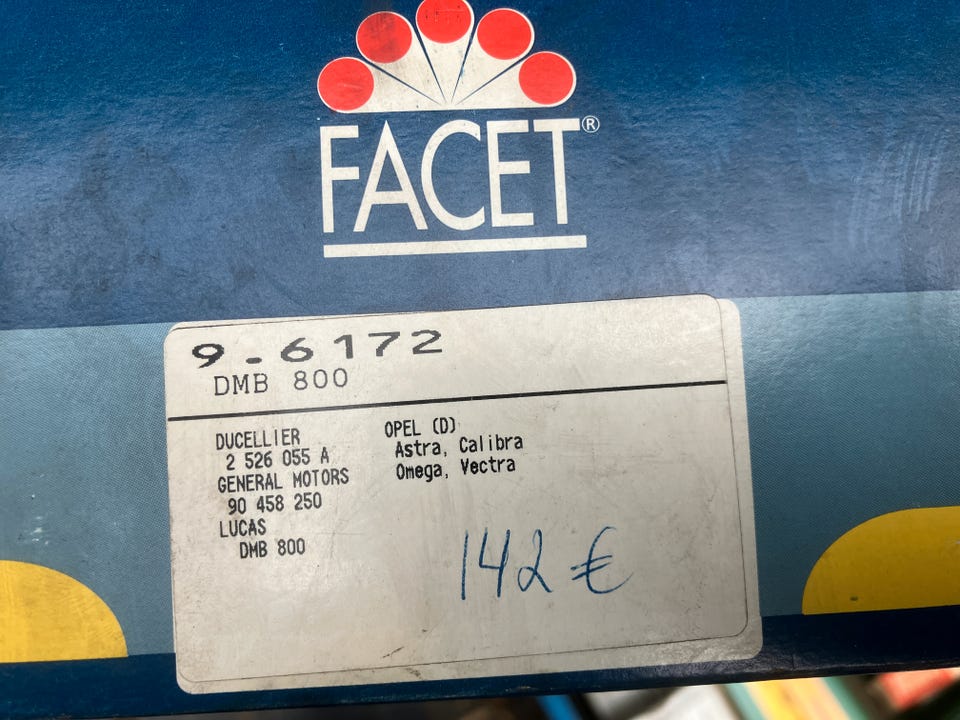 FACET®
9.6172
DMB 800
DUCELLIER
2 526 055 A
GENERAL MOTORS
90 458 250
LUCAS
DMB 800
OPEL (D)
Astra, Calibra
Omega, Vectra
142 €